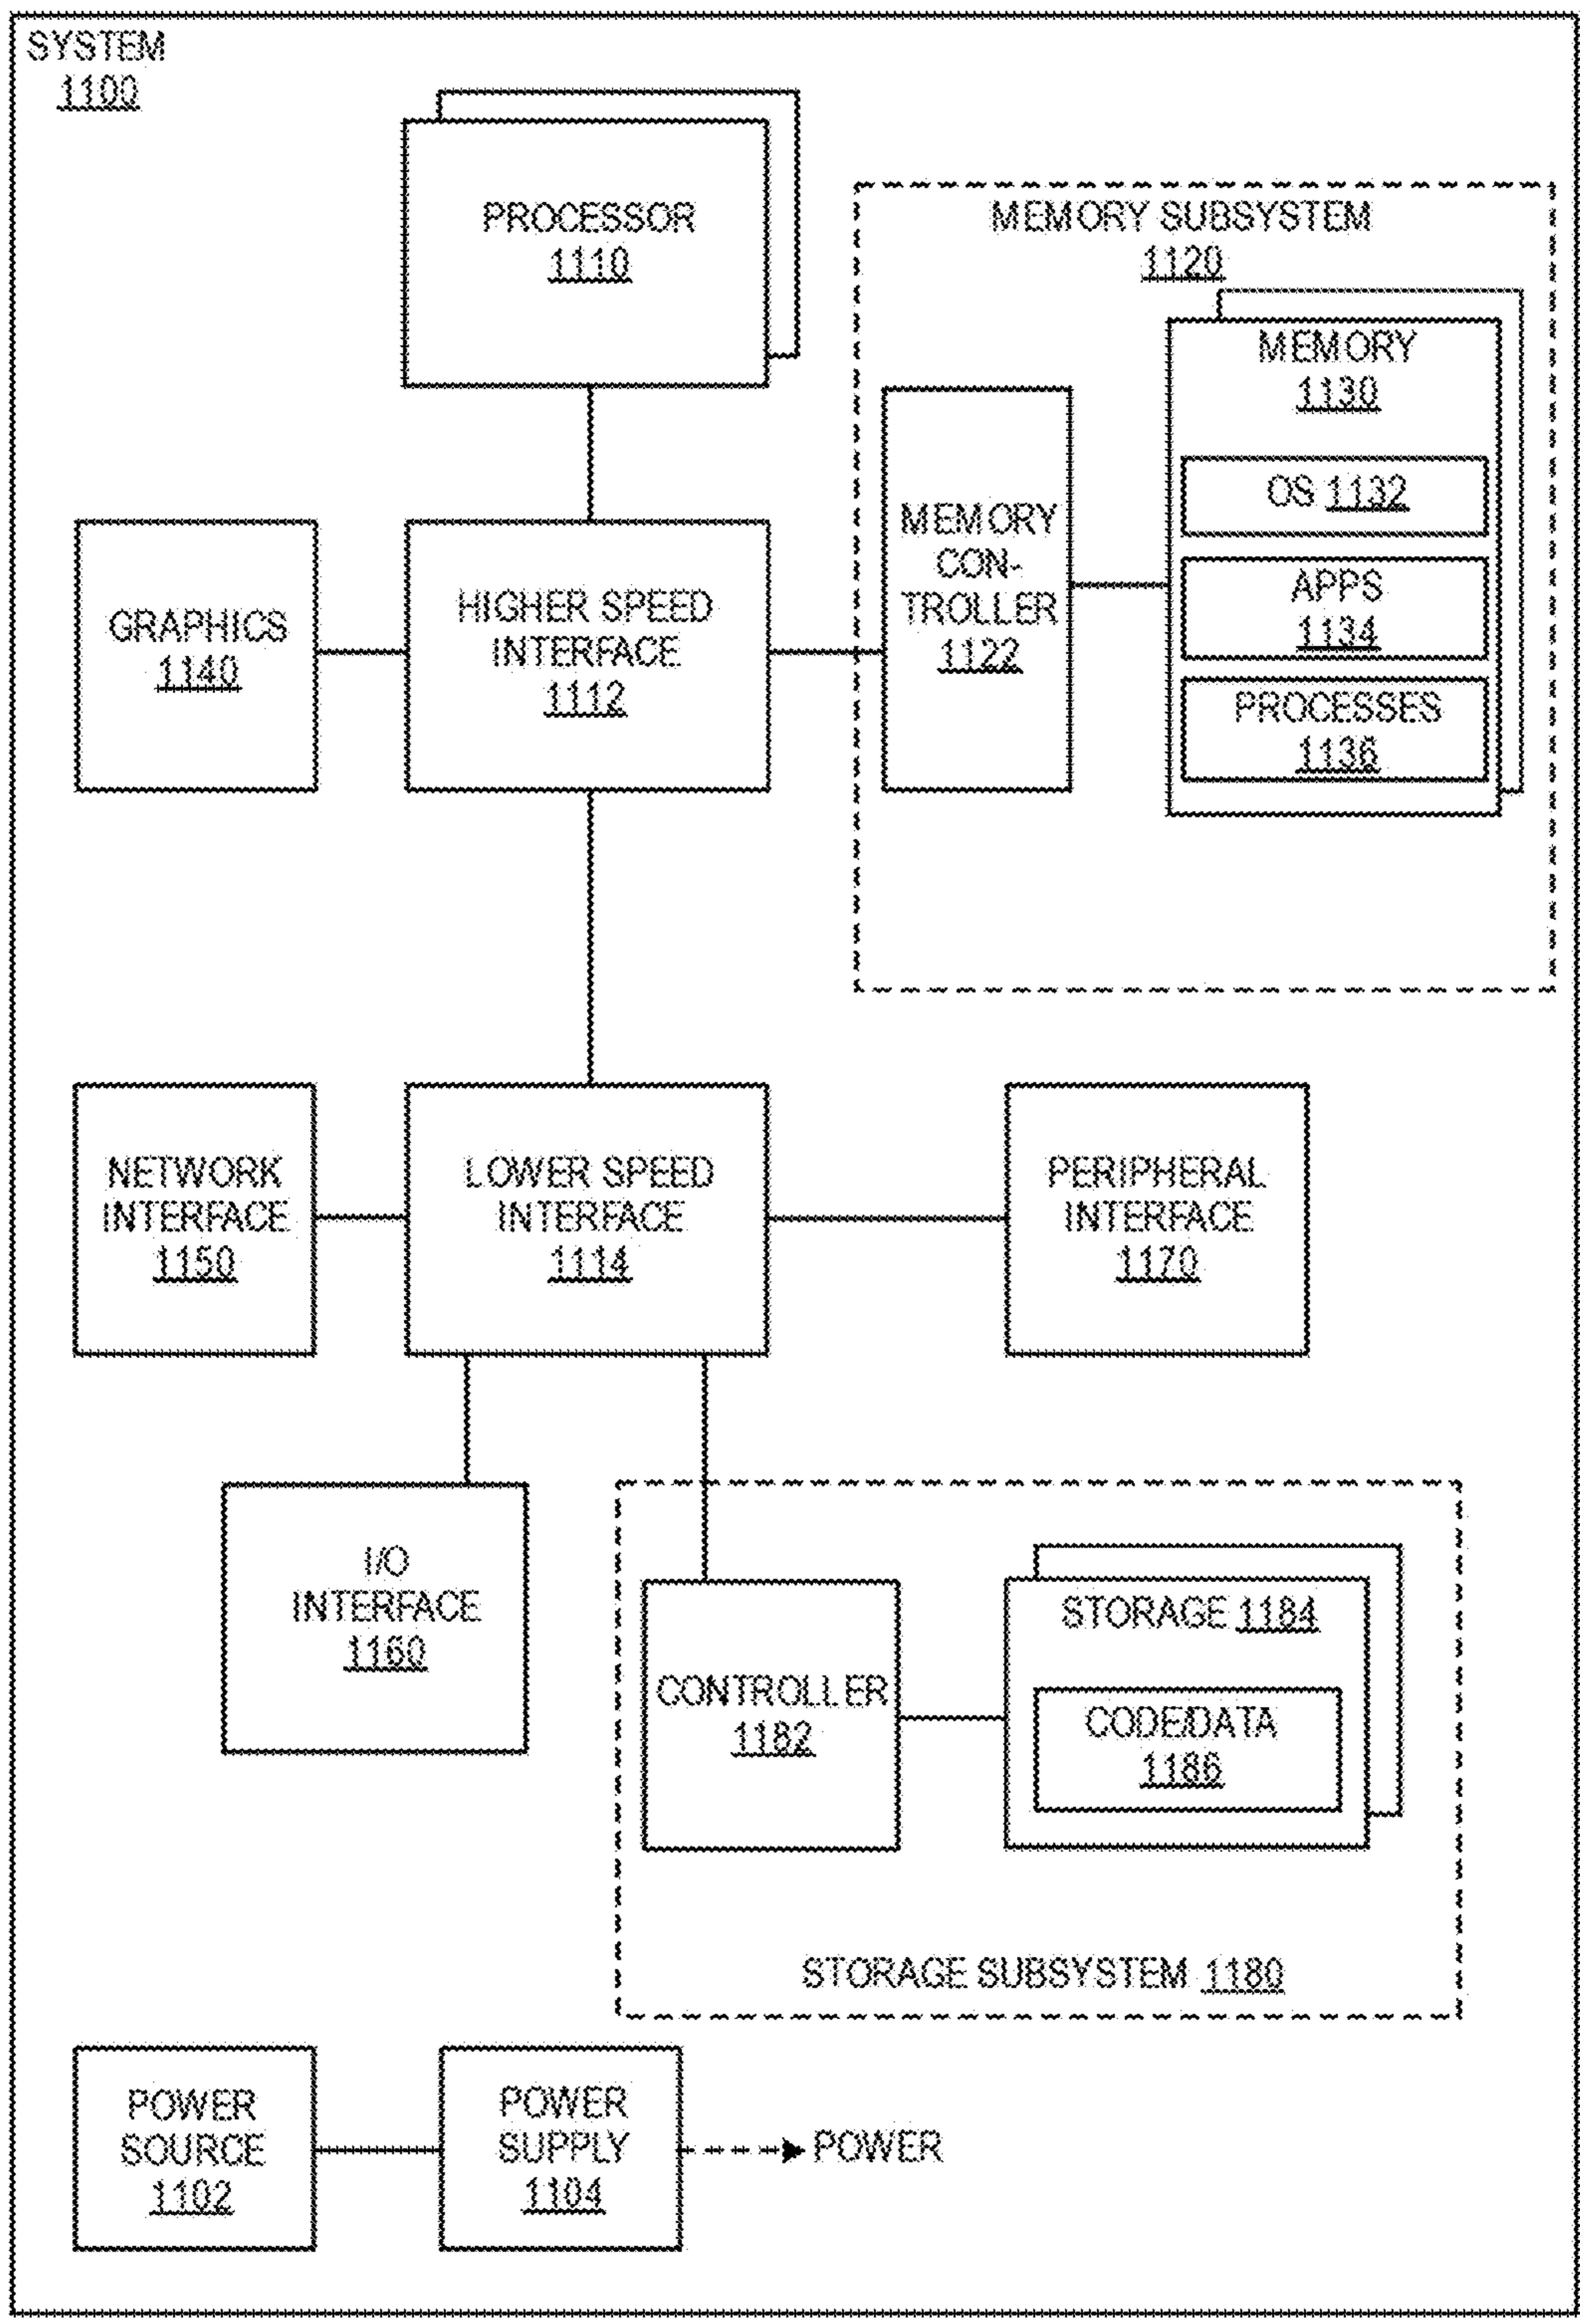 SYSTEM
1100
PROCESSOR
1110
MEMORY SUBSYSTEM
1120
MEMORY
1130
OS 1132
APPS
1134
PROCESSES
1136
MEMORY
CON-
TROLLER
1122
GRAPHICS
1140
HIGHER SPEED
INTERFACE
1112
NETWORK
INTERFACE
1150
LOWER SPEED
INTERFACE
1114
PERIPHERAL
INTERFACE
1170
I/O
INTERFACE
1160
CONTROLLER
1182
STORAGE 1184
CODE/DATA
1186
STORAGE SUBSYSTEM 1180
POWER
SOURCE
1102
POWER
SUPPLY
1104
POWER